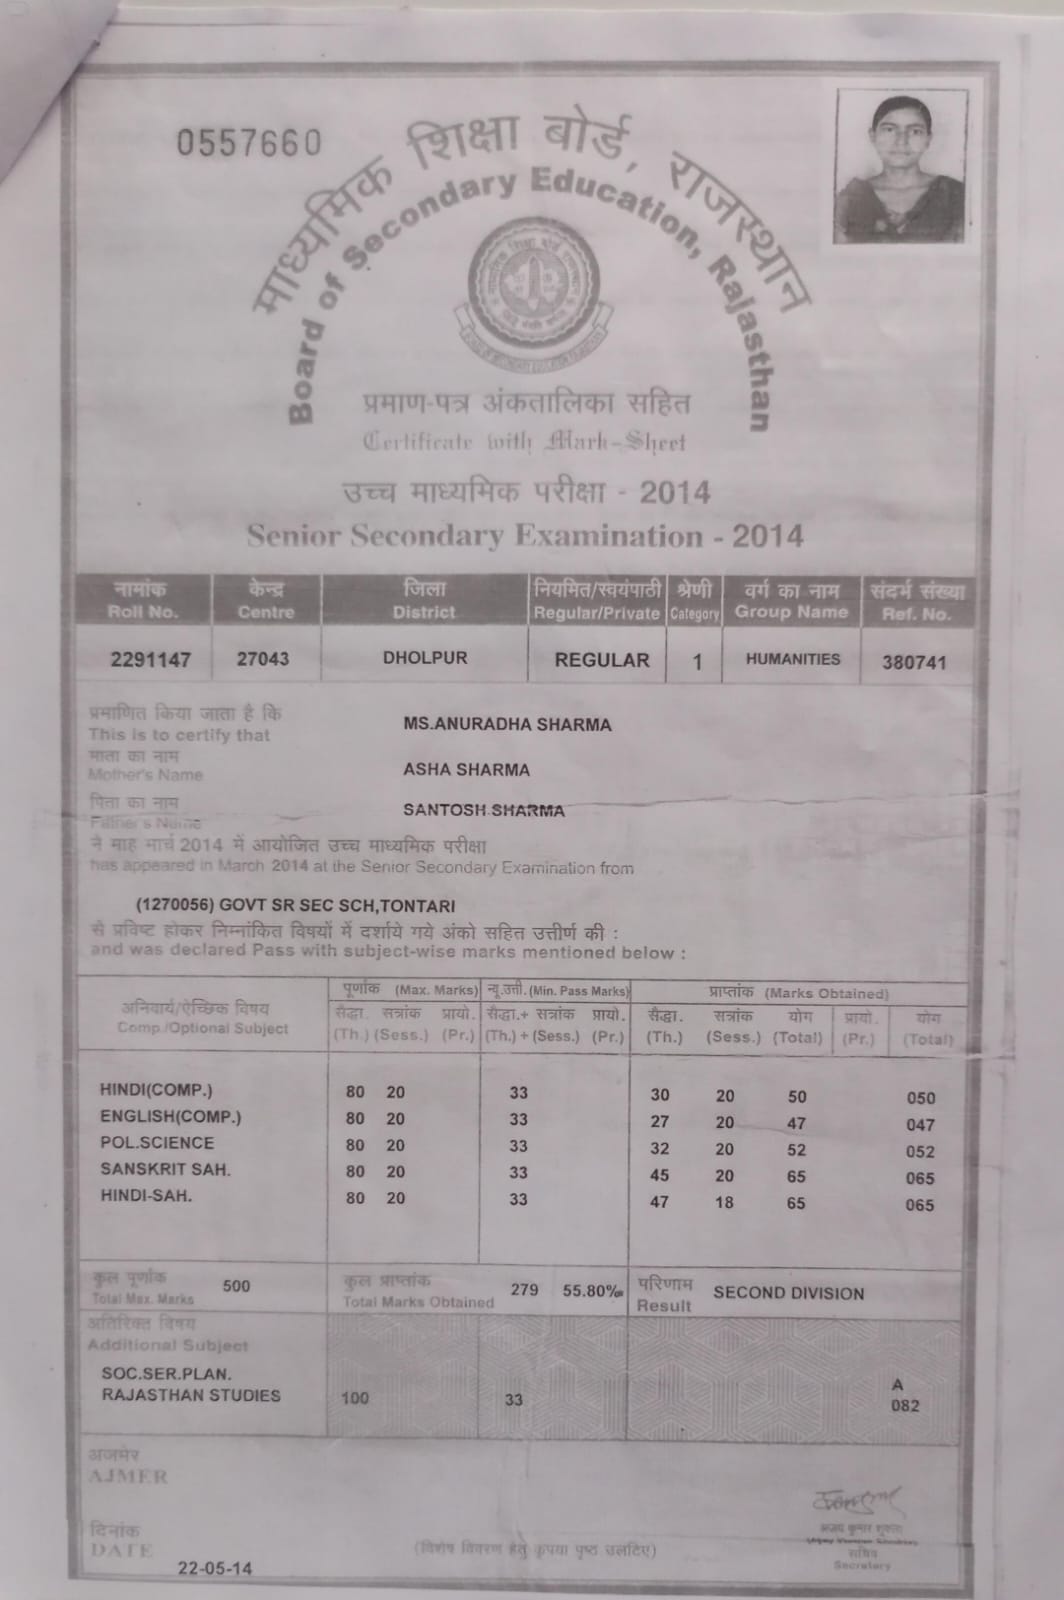 0557660
माध्यमिक शिक्षा बोर्ड, राजस्थान
Board of Secondary Education, Rajasthan
प्रमाण-पत्र अंकतालिका सहित
Certificate with Mark-Sheet
उच्च माध्यमिक परीक्षा - 2014
Senior Secondary Examination - 2014
नामांक केन्द्र जिला नियमित/स्वयंपाठी श्रेणी वर्ग का नाम संदर्भ संख्या
Roll No. Centre District Regular/Private Category Group Name Ref. No.
2291147 27043 DHOLPUR REGULAR 1 HUMANITIES 380741
प्रमाणित किया जाता है कि
This is to certify that MS.ANURADHA SHARMA
माता का नाम
Mother's Name ASHA SHARMA
पिता का नाम
Father's Name SANTOSH SHARMA
ने माह मार्च 2014 में आयोजित उच्च माध्यमिक परीक्षा
has appeared in March 2014 at the Senior Secondary Examination from
(1270056) GOVT SR SEC SCH,TONTARI
से प्रविष्ट होकर निम्नांकित विषयों में दर्शाये गये अंको सहित उत्तीर्ण की :
and was declared Pass with subject-wise marks mentioned below :
अनिवार्य/ऐच्छिक विषय पूर्णांक (Max. Marks) न्यू.उत्ती. (Min. Pass Marks) प्राप्तांक (Marks Obtained)
सैद्धा. सत्रांक प्रायो. सैद्धा.+ सत्रांक प्रायो. सैद्धा. सत्रांक योग प्रायो. योग
Comp./Optional Subject (Th.) (Sess.) (Pr.) (Th.) + (Sess.) (Pr.) (Th.) (Sess.) (Total) (Pr.) (Total)
HINDI(COMP.) 80 20 33 30 20 50 050
ENGLISH(COMP.) 80 20 33 27 20 47 047
POL.SCIENCE 80 20 33 32 20 52 052
SANSKRIT SAH. 80 20 33 45 20 65 065
HINDI-SAH. 80 20 33 47 18 65 065
कुल पूर्णांक 500 कुल प्राप्तांक 279 55.80% परिणाम SECOND DIVISION
Total Max. Marks Total Marks Obtained Result
अतिरिक्त विषय
Additional Subject
SOC.SER.PLAN. A
RAJASTHAN STUDIES 100 33 082
अजमेर
AJMER
अजय कुमार शुक्ला
दिनांक
DATE 22-05-14
(विशेष विवरण हेतु कृपया पृष्ठ उलटिए)
सचिव
Secretary